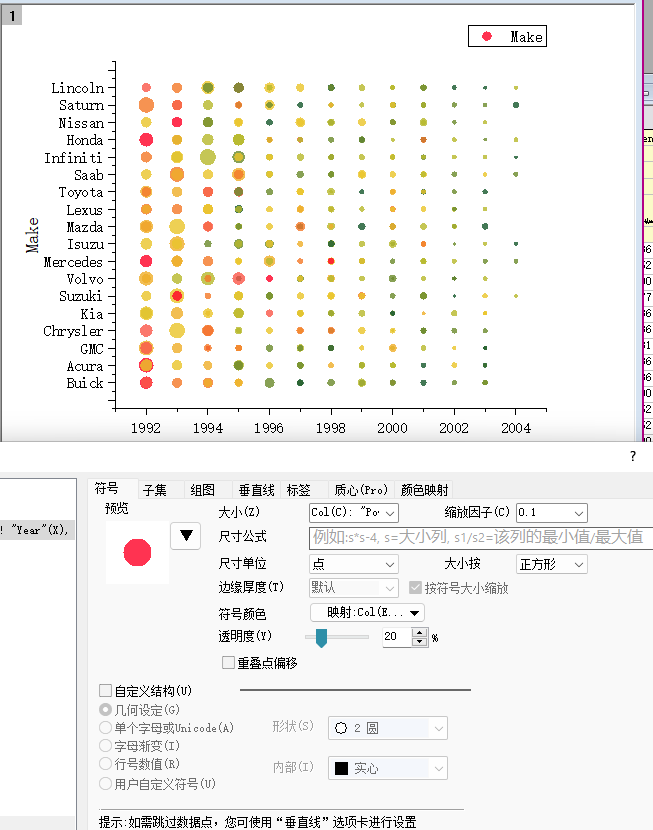 1
Make
Lincoln
Saturn
Nissan
Honda
Infiniti
Saab
Toyota
Lexus
Mazda
Isuzu
Mercedes
Volvo
Suzuki
Kia
Chrysler
GMC
Acura
Buick
Make
1992 1994 1996 1998 2000 2002 2004
?
符号 子集 组图 垂直线 标签 质心(Pro) 颜色映射
预览
大小(Z) Col(C): "Po 缩放因子(C) 0.1
尺寸公式 例如:s*s-4, s=大小列, s1/s2=该列的最小值/最大值
! "Year"(X),
尺寸单位 点 大小按 正方形
边缘厚度(T) 默认 按符号大小缩放
符号颜色 映射:Col(E...
透明度(Y) 20 %
重叠点偏移
自定义结构(U)
几何设定(G)
单个字母或Unicode(A)
字母渐变(I)
行号数值(R)
用户自定义符号(U)
形状(S) 2 圆
内部(I) 实心
提示:如需跳过数据点，您可使用“垂直线”选项卡进行设置